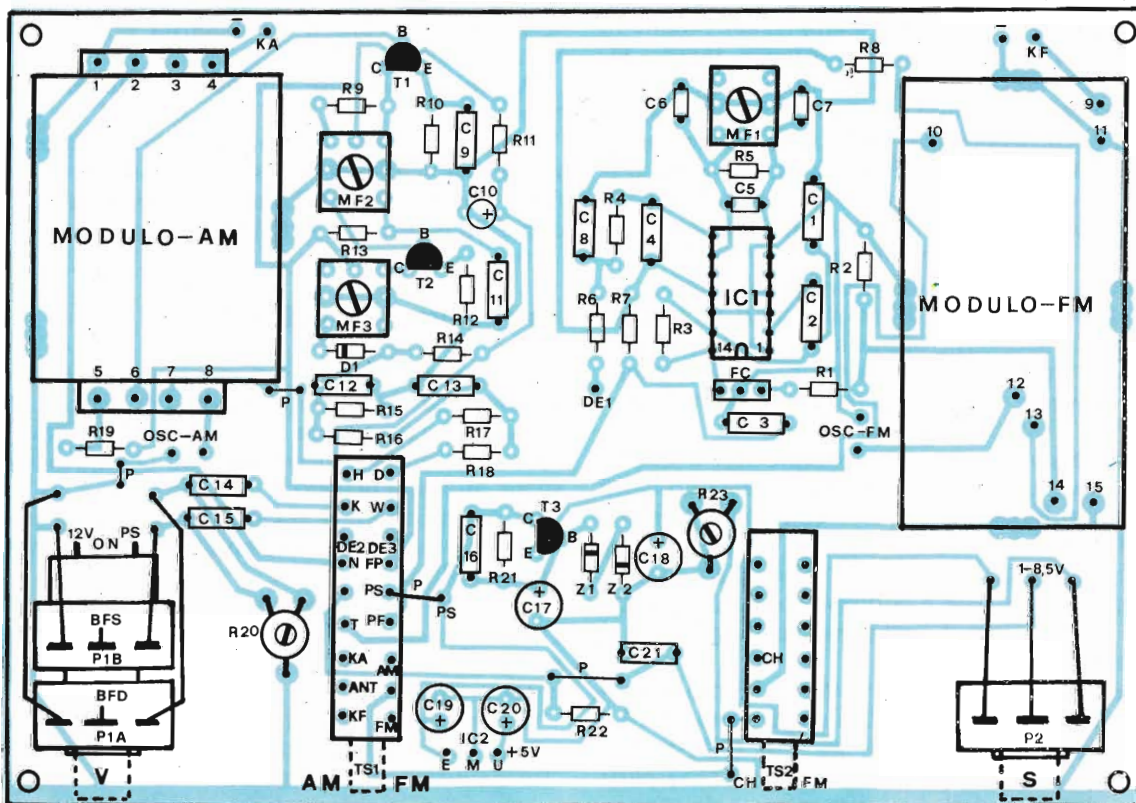 – KA B – KF
1 2 3 4
C E T1
R9 R10 C9 R11
R8
C6 MF1 C7
9
10 11
MF2
C10
R5
C5
C8 R4 C4 C1
MODULO-AM
R13
B
C E T2
R12 C11
IC1
R2
MODULO-FM
MF3
R6 R7 R3
C2
14 1
R14
D1
C12 C13
FC R1
DE1
5 6 7 8
P
R15
R16
R17
R18
C3
OSC-FM
12
13
R19 OSC-AM
P
C14
C15
H D
K W
DE2 DE3
N FP
PS
T PF
KA
AM
ANT
KF
FM
TS1
C16
R21
C T3 B
E
Z1 Z2
C18
R23
14 15
12V ON PS
BFS
P1B
BFD
P1A
V
R20
P PS
C17
C21
P
CH
1-8,5V
C19 C20
IC2
+5V
E M U
R22
P
CH TS2 FM
P2
S
AM FM